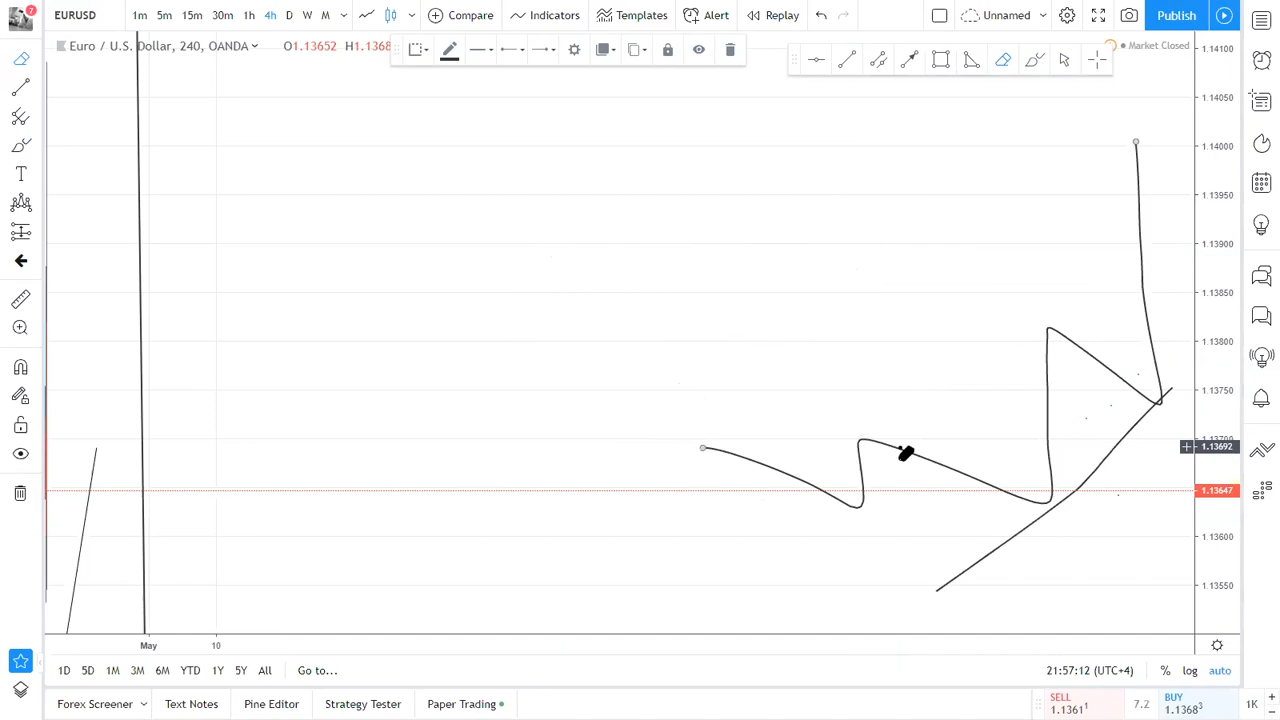 7
EURUSD 1m 5m 15m 30m 1h 4h D W M Compare Indicators Templates Alert Replay Unnamed Publish
Euro / U.S. Dollar, 240, OANDA O1.13652 H1.1368
Market Closed
1.14100
1.14050
1.14000
1.13950
1.13900
1.13850
1.13800
1.13750
1.13692
1.13647
1.13600
1.13550
May 10
1D 5D 1M 3M 6M YTD 1Y 5Y All Go to... 21:57:12 (UTC+4) % log auto
Forex Screener Text Notes Pine Editor Strategy Tester Paper Trading
SELL 1.1361¹ 7.2 BUY 1.1368³ 1K